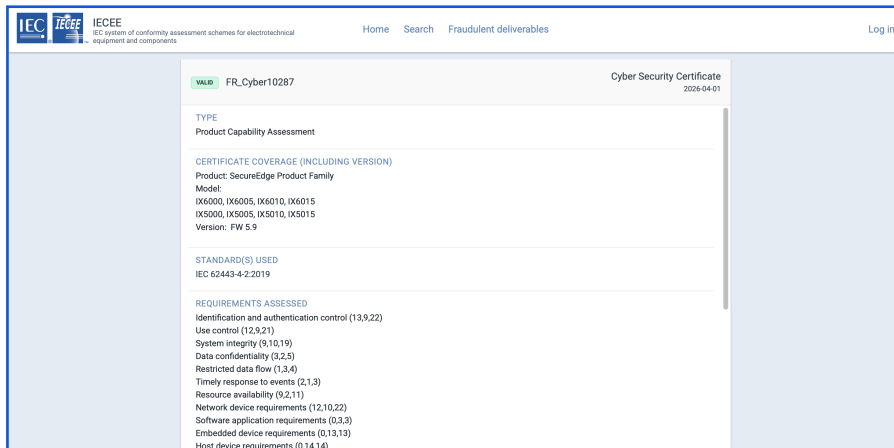 IEC IECEE
IECEE
IEC system of conformity assessment schemes for electrotechnical
equipment and components
Home Search Fraudulent deliverables
Log in
VALID FR_Cyber10287
Cyber Security Certificate
2026-04-01
TYPE
Product Capability Assessment
CERTIFICATE COVERAGE (INCLUDING VERSION)
Product: SecureEdge Product Family
Model:
IX6000, IX6005, IX6010, IX6015
IX5000, IX5005, IX5010, IX5015
Version: FW 5.9
STANDARD(S) USED
IEC 62443-4-2:2019
REQUIREMENTS ASSESSED
Identification and authentication control (13,9,22)
Use control (12,9,21)
System integrity (9,10,19)
Data confidentiality (3,2,5)
Restricted data flow (1,3,4)
Timely response to events (2,1,3)
Resource availability (9,2,11)
Network device requirements (12,10,22)
Software application requirements (0,3,3)
Embedded device requirements (0,13,13)
Host device requirements (0,14,14)